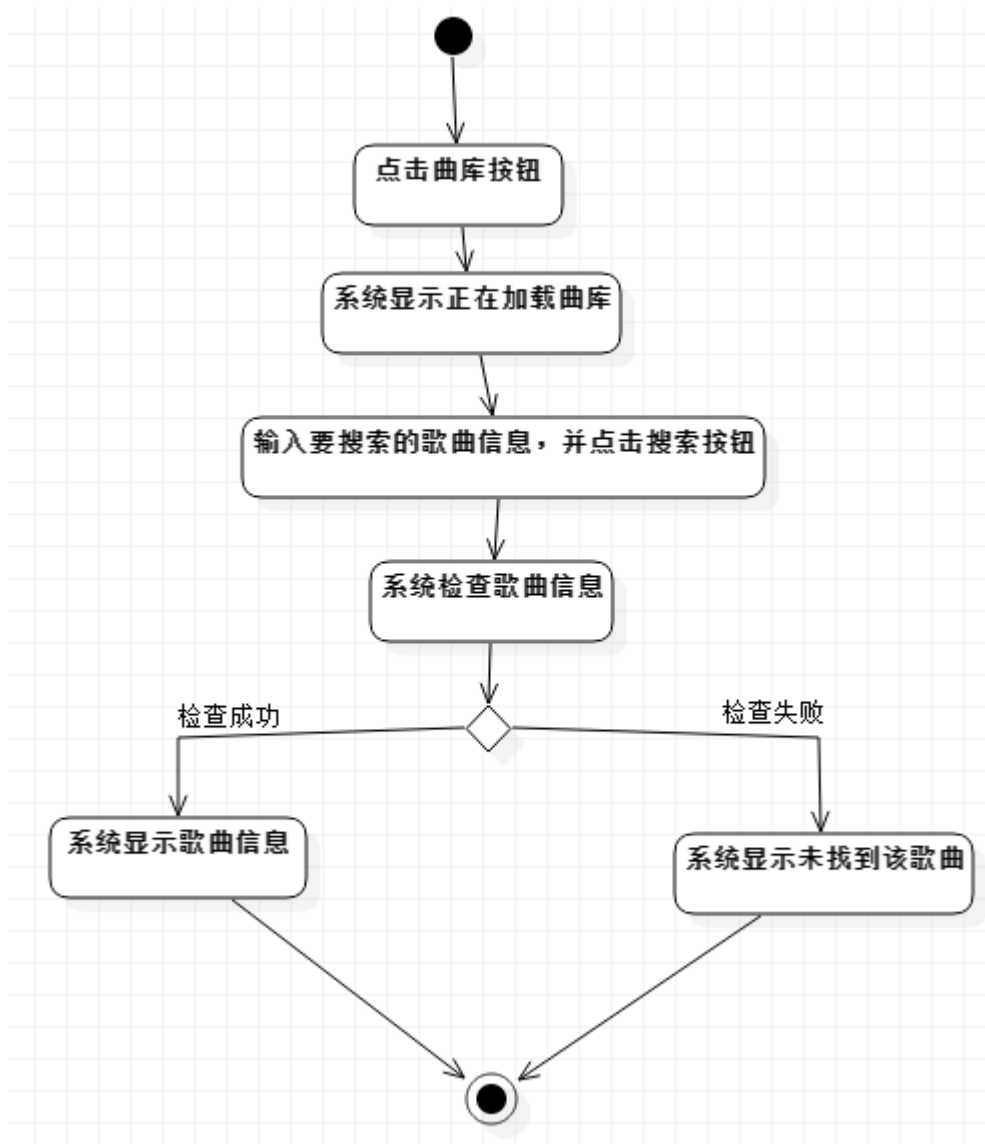 点击曲库按钮
系统显示正在加载曲库
输入要搜索的歌曲信息，并点击搜索按钮
系统检查歌曲信息
检查成功
检查失败
系统显示歌曲信息
系统显示未找到该歌曲